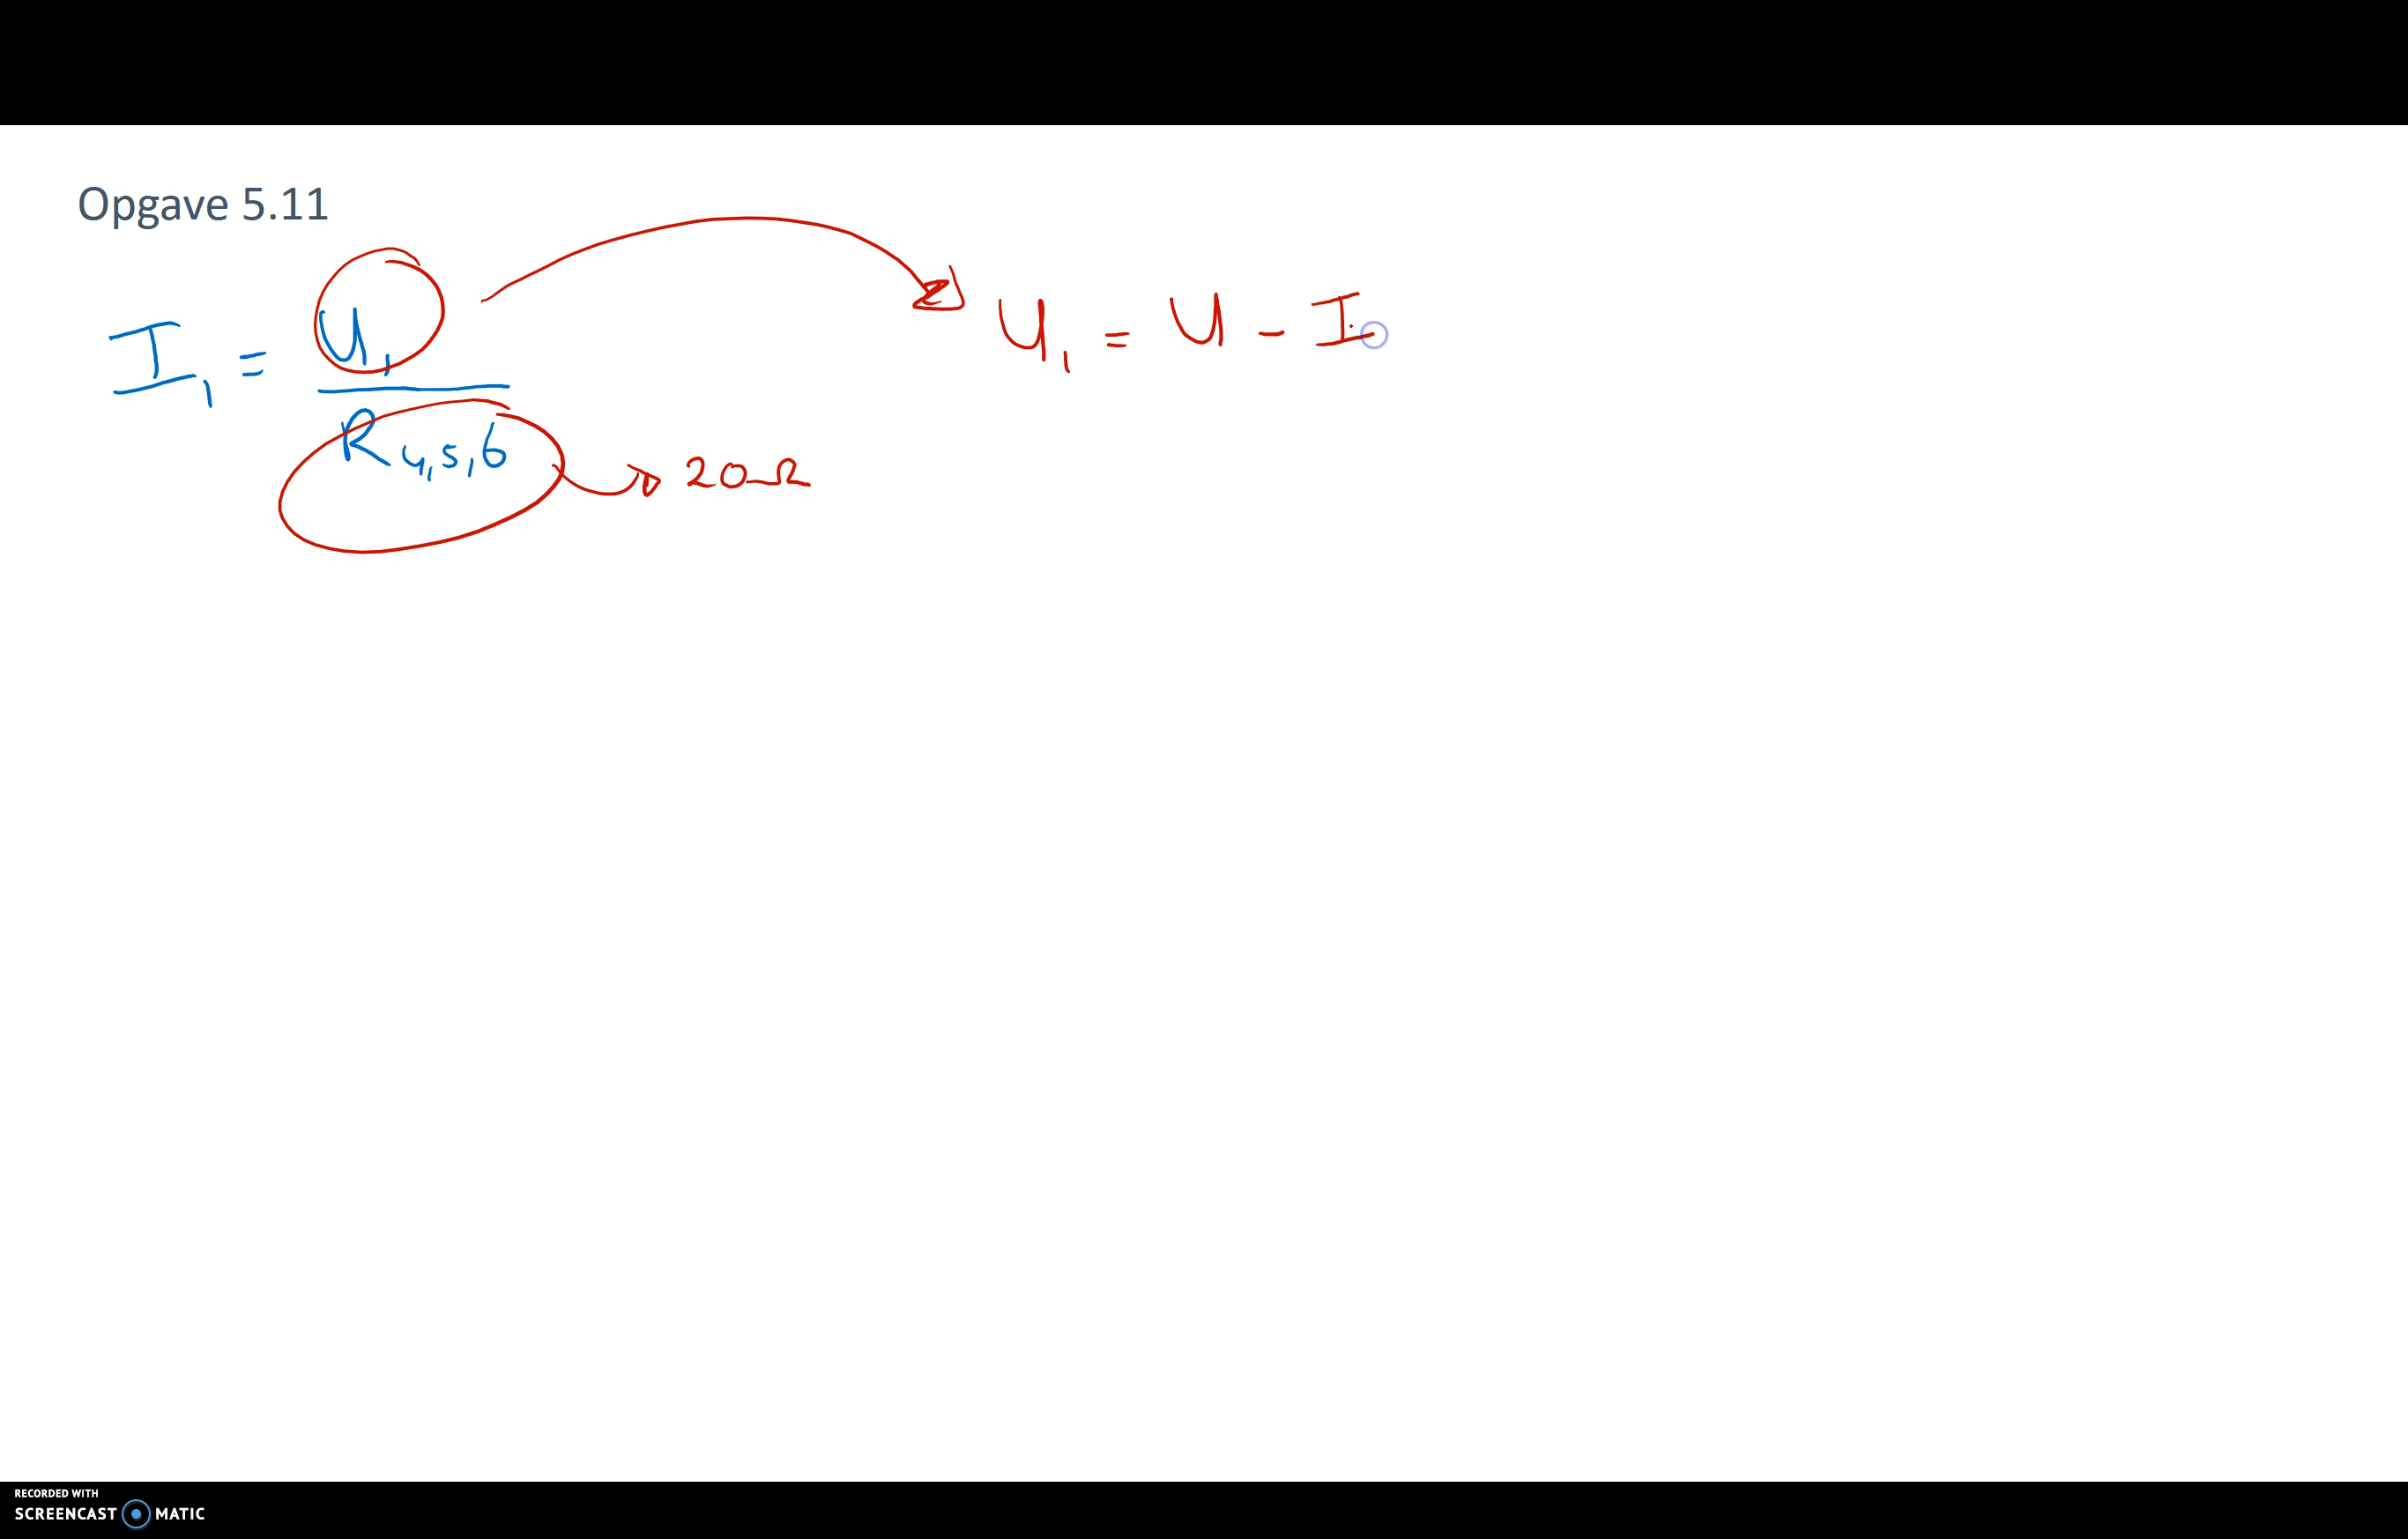 Opgave 5.11
I₁ = U₁ / R₄,₅,₆
20Ω
U₁ = U - I
RECORDED WITH
SCREENCAST MATIC